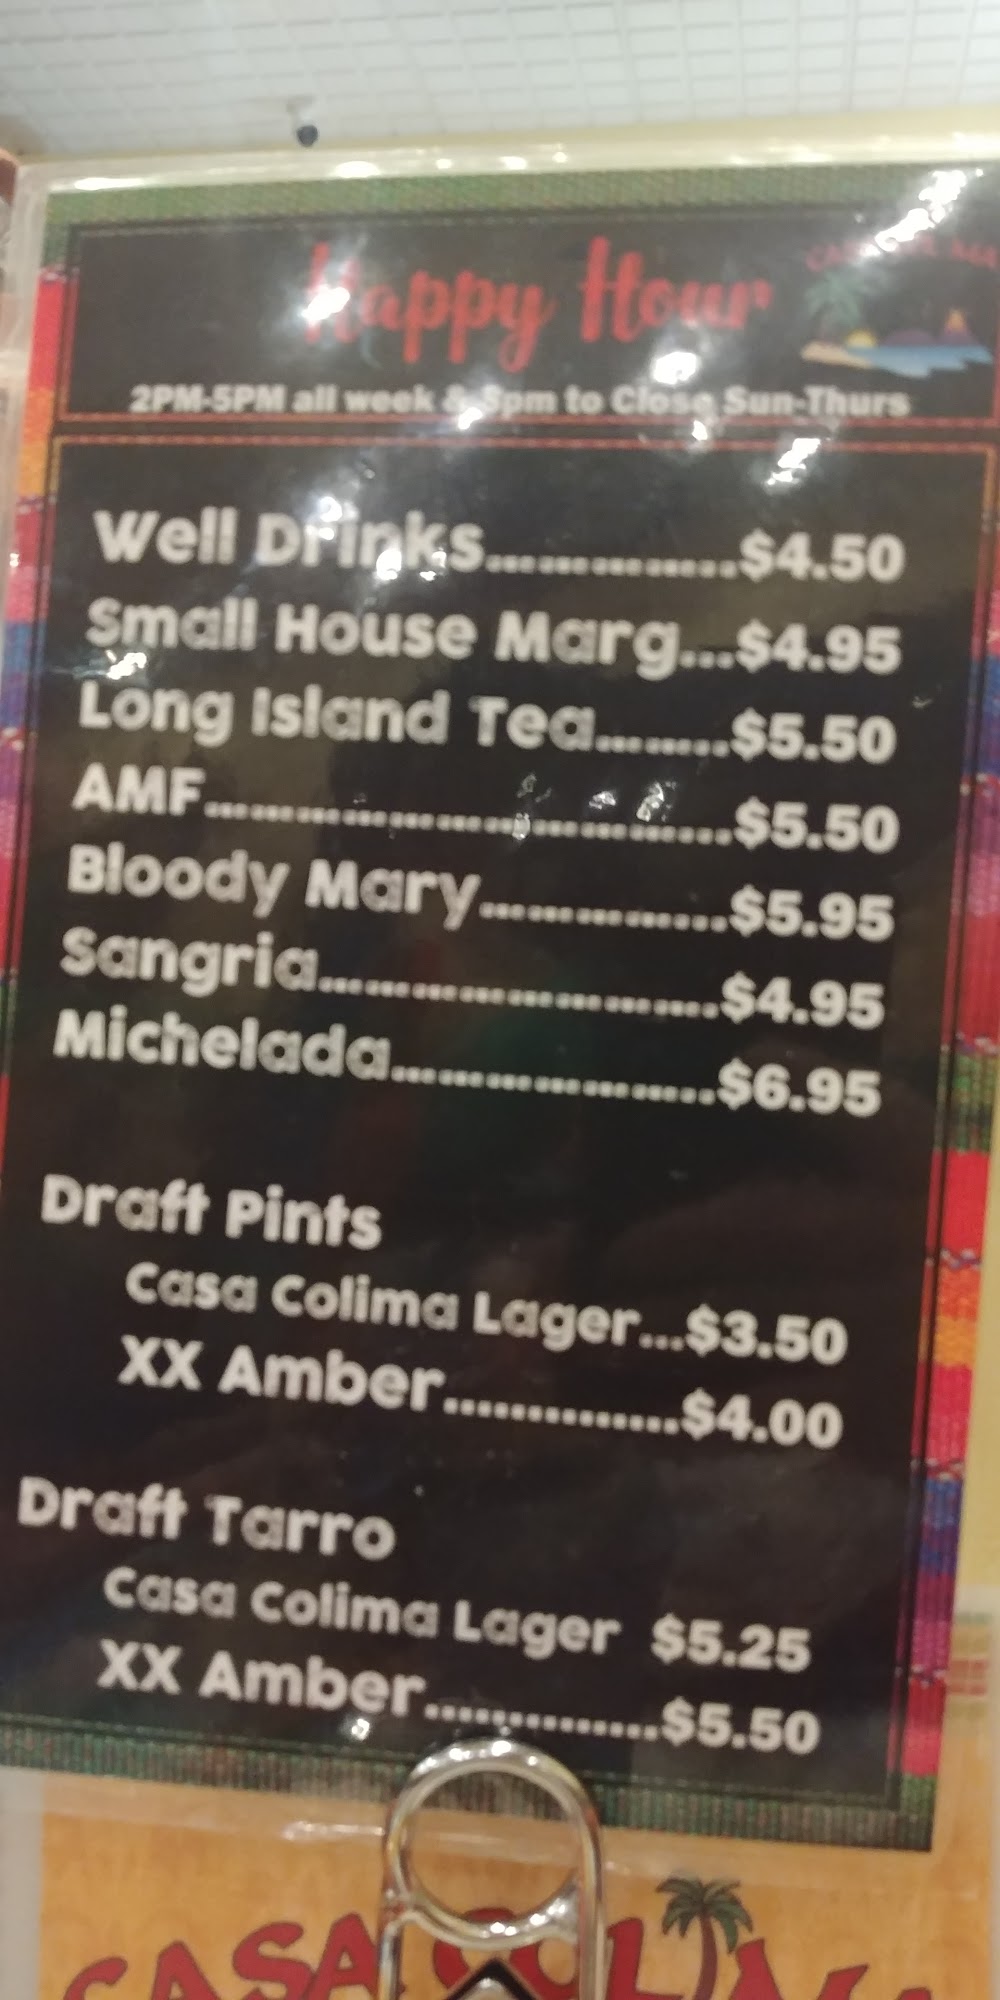 Happy Hour
2PM-5PM all week & 8pm to Close Sun-Thurs
Well Drinks..............$4.50
Small House Marg...$4.95
Long Island Tea........$5.50
AMF..............................$5.50
Bloody Mary..............$5.95
Sangria.......................$4.95
Michelada...................$6.95
Draft Pints
Casa Colima Lager...$3.50
XX Amber..............$4.00
Draft Tarro
Casa Colima Lager $5.25
XX Amber..............$5.50
CASA COLIMA